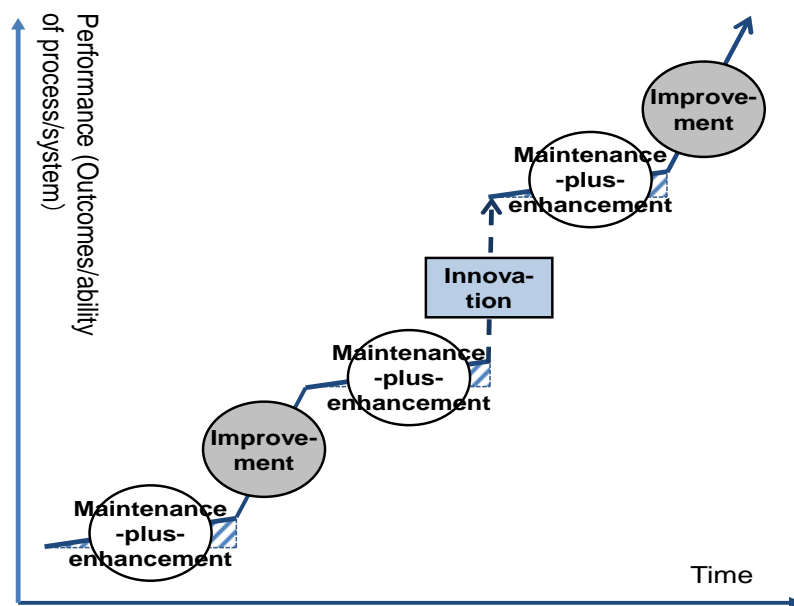 Performance (Outcomes/ability
of process/system)
Improve-
ment
Maintenance
-plus-
enhancement
Innova-
tion
Maintenance
-plus-
enhancement
Improve-
ment
Maintenance
-plus-
enhancement
Time